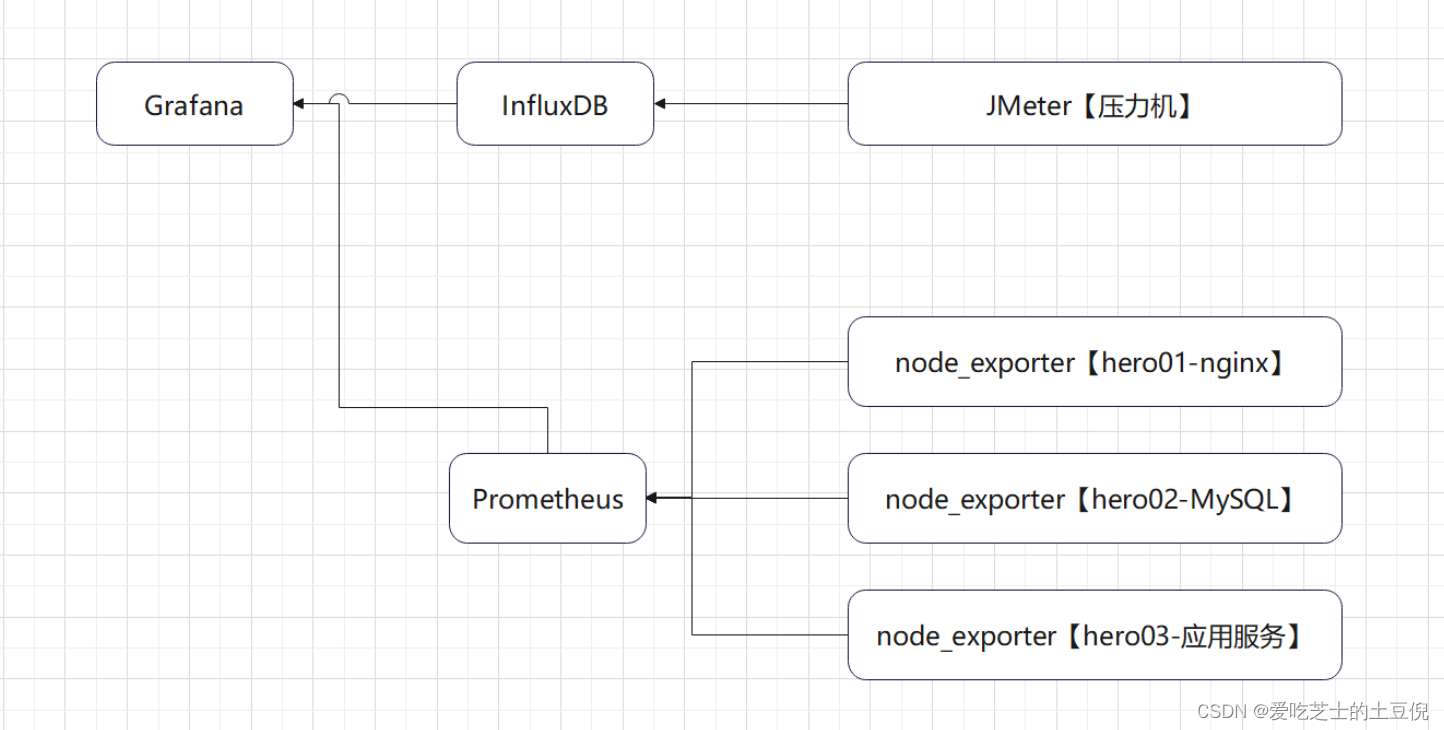 Grafana
InfluxDB
JMeter【压力机】
node_exporter【hero01-nginx】
Prometheus
node_exporter【hero02-MySQL】
node_exporter【hero03-应用服务】
CSDN @爱吃芝士的土豆倪